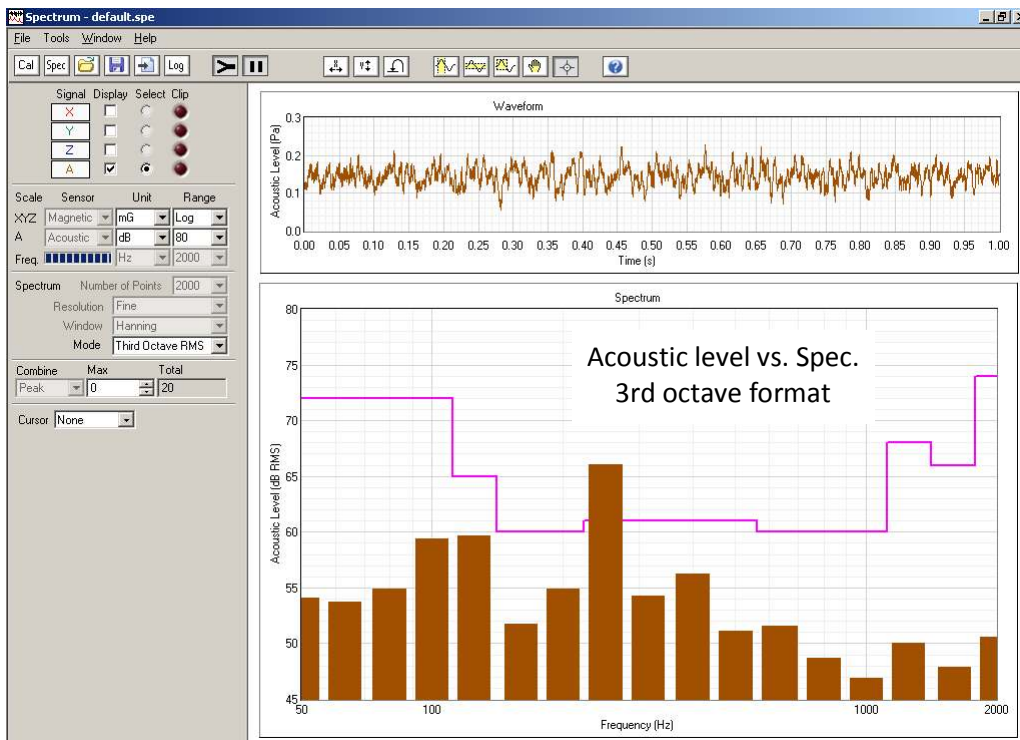 Spectrum - default.spe
File Tools Window Help
Cal Spec Log
Signal Display Select Clip
X
Y
Z
A
Scale Sensor Unit Range
XYZ Magnetic mG Log
A Acoustic dB 80
Freq. Hz 2000
Spectrum Number of Points 2000
Resolution Fine
Window Hanning
Mode Third Octave RMS
Combine Max Total
Peak 0 20
Cursor None
Waveform
Acoustic Level (Pa)
0.3
0.2
0.1
0.0
0.00 0.05 0.10 0.15 0.20 0.25 0.30 0.35 0.40 0.45 0.50 0.55 0.60 0.65 0.70 0.75 0.80 0.85 0.90 0.95 1.00
Time (s)
Spectrum
Acoustic level vs. Spec.
3rd octave format
Acoustic Level (dB RMS)
80
75
70
65
60
55
50
45
50 100 1000 2000
Frequency (Hz)